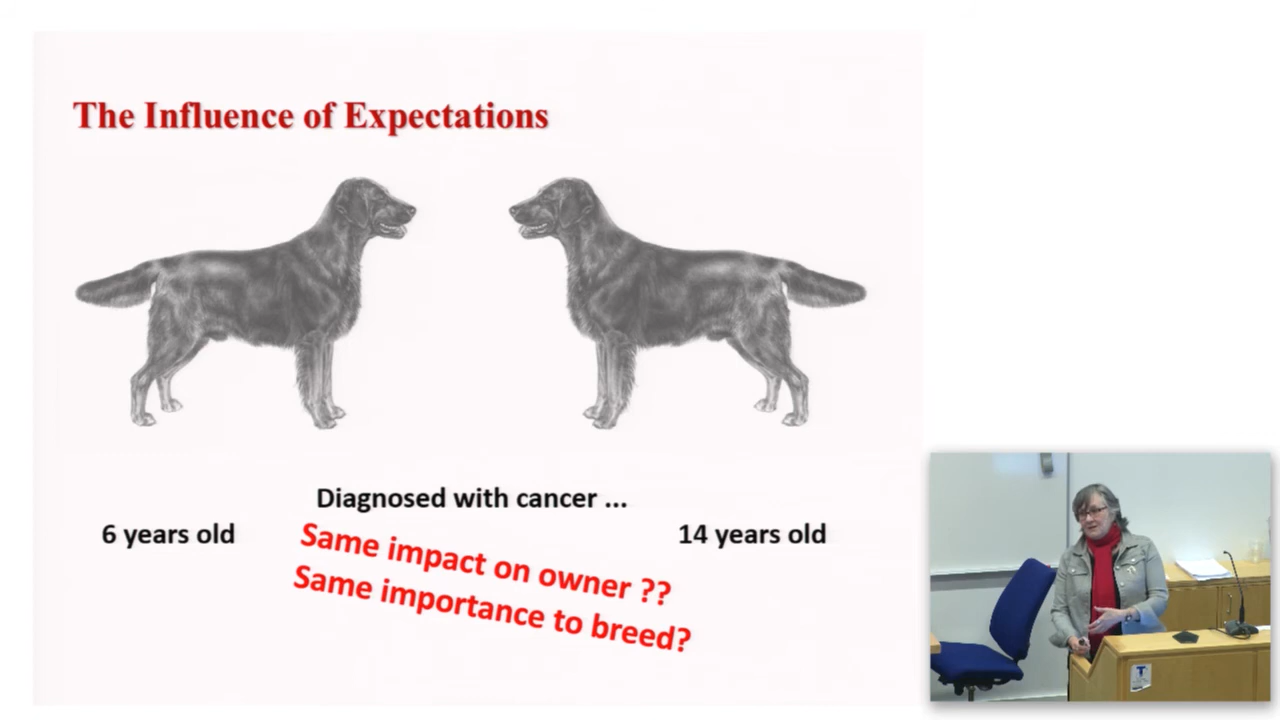 The Influence of Expectations
Diagnosed with cancer ...
6 years old
14 years old
Same impact on owner ??
Same importance to breed?